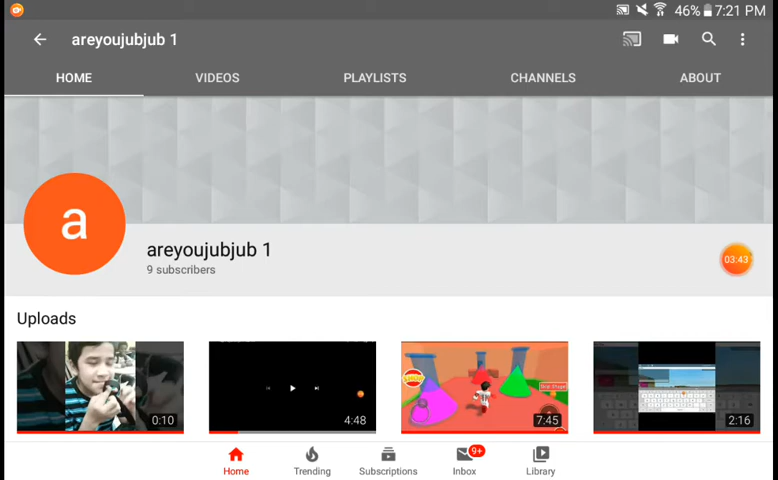 46% 7:21 PM
areyoujubjub 1
HOME VIDEOS PLAYLISTS CHANNELS ABOUT
a
areyoujubjub 1
9 subscribers
03:43
Uploads
0:10 4:48 7:45 2:16
Home Trending Subscriptions Inbox 9+ Library